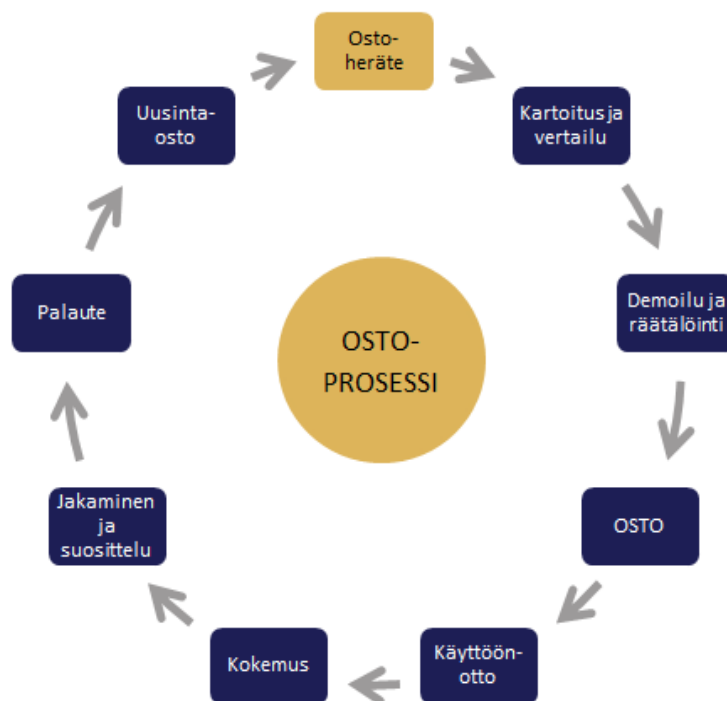 Osto-
heräte
Kartoitus ja
vertailu
Demoilu ja
räätälöinti
OSTO
Käyttöön-
otto
Kokemus
Jakaminen
ja
suosittelu
Palaute
Uusinta-
osto
OSTO-
PROSESSI